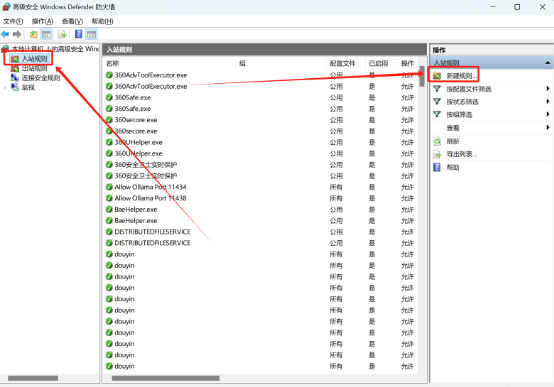 高级安全 Windows Defender 防火墙
文件(F) 操作(A) 查看(V) 帮助(H)
本地计算机 上的高级安全 Wind
入站规则
出站规则
连接安全规则
监视
入站规则
名称 组 配置文件 已启用 操作
360AdvToolExecutor.exe 公用 是 允许
360AdvToolExecutor.exe 公用 是 允许
360Safe.exe 公用 是 允许
360Safe.exe 公用 是 允许
360secore.exe 公用 是 允许
360secore.exe 公用 是 允许
360UHelper.exe 公用 是 允许
360UHelper.exe 公用 是 允许
360安全卫士实时保护 公用 是 允许
360安全卫士实时保护 公用 是 允许
Allow Ollama Port 11434 所有 是 允许
Allow Ollama Port 11438 所有 是 允许
BaeHelper.exe 公用 是 允许
BaeHelper.exe 公用 是 允许
DISTRIBUTEDFILESERVICE 公用 是 允许
DISTRIBUTEDFILESERVICE 公用 是 允许
douyin 所有 是 允许
douyin 所有 是 允许
douyin 所有 是 允许
douyin 所有 是 允许
douyin 所有 是 允许
douyin 所有 是 允许
douyin 所有 是 允许
douyin 所有 是 允许
douyin 所有 是 允许
douyin 所有 是 允许
douyin 所有 是 允许
操作
入站规则
新建规则...
按配置文件筛选
按状态筛选
按组筛选
查看
刷新
导出列表...
帮助